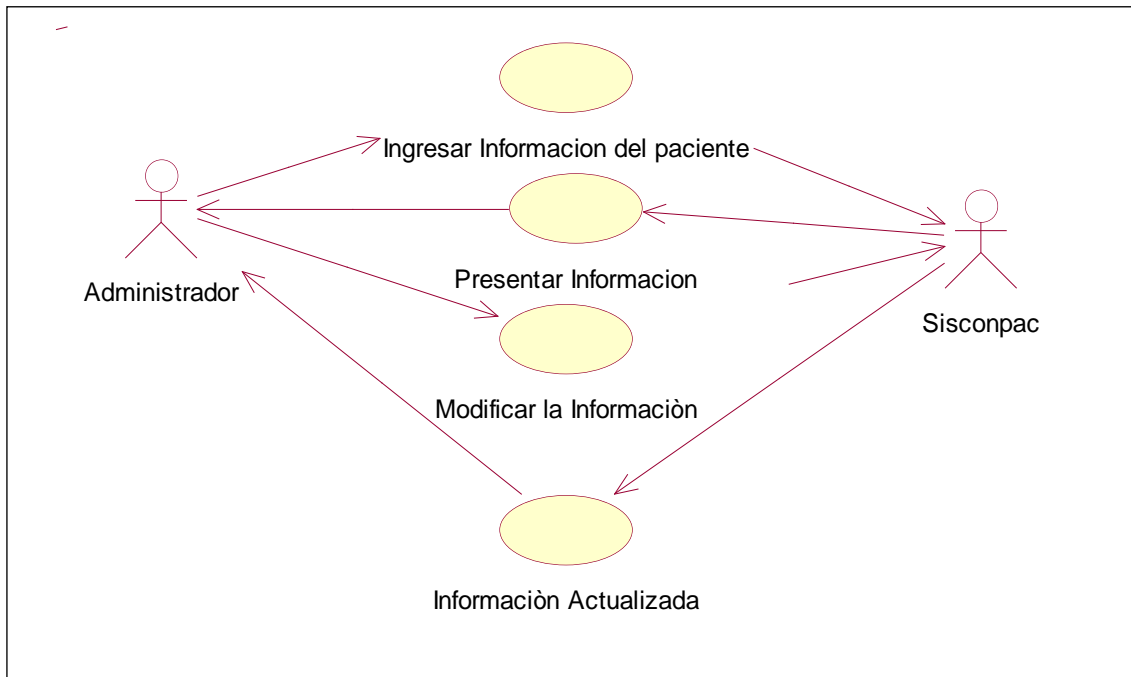 Ingresar Informacion del paciente
Administrador
Presentar Informacion
Sisconpac
Modificar la Informaciòn
Informaciòn Actualizada